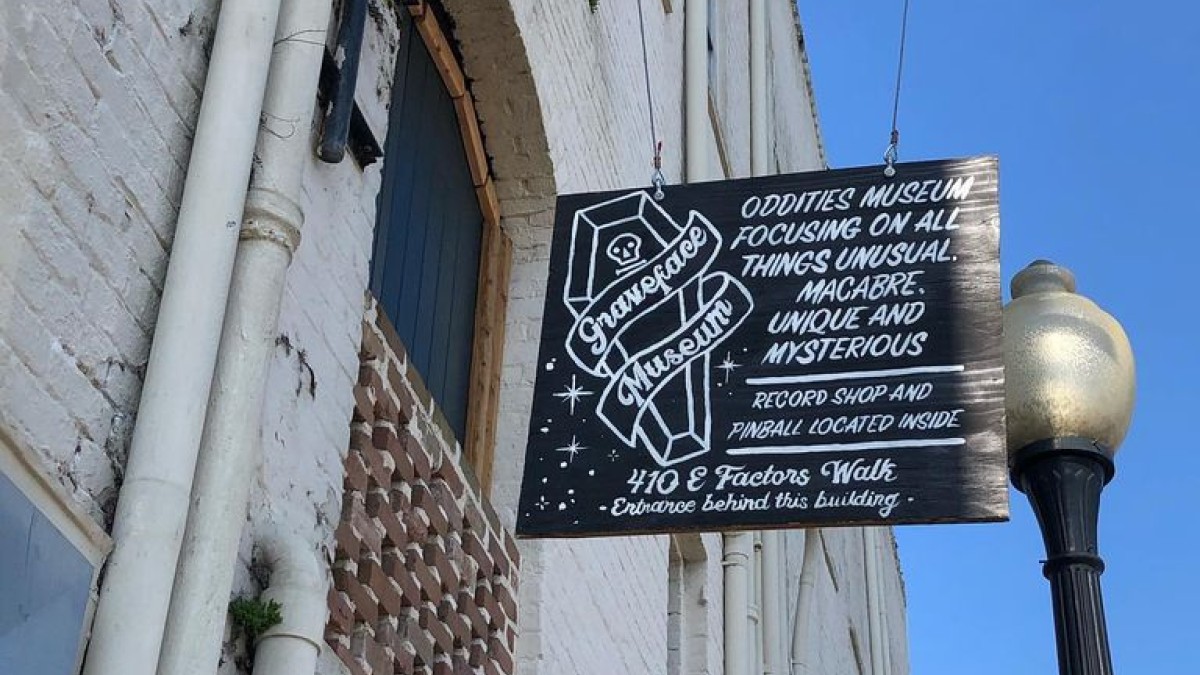 Graveface
Museum
ODDITIES MUSEUM
FOCUSING ON ALL
THINGS UNUSUAL,
MACABRE,
UNIQUE AND
MYSTERIOUS
RECORD SHOP AND
PINBALL LOCATED INSIDE
410 E Factors Walk
· Entrance behind this building ·